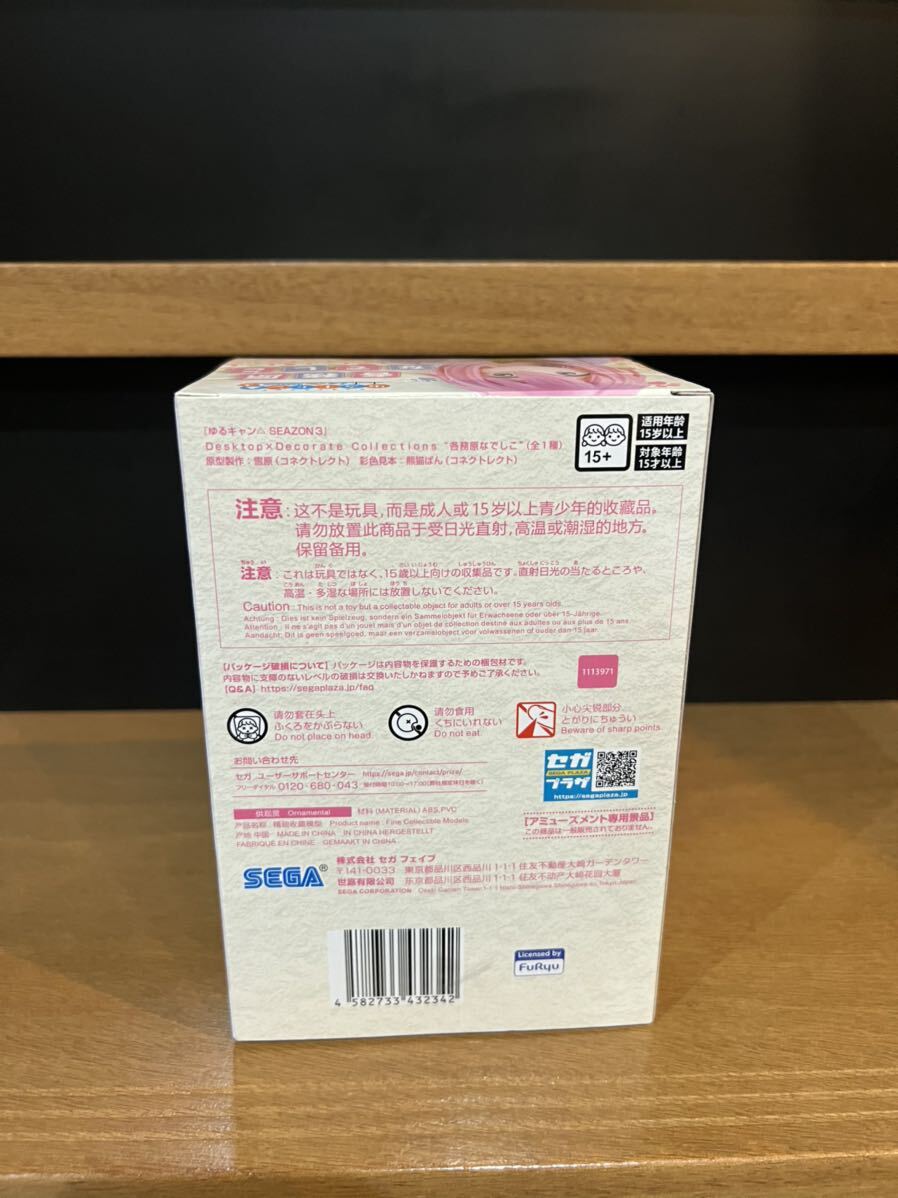 「ゆるキャン△ SEAZON3」
Desktop×Decorate Collections “各務原なでしこ”（全1種）
原型製作：雪原（コネクトレクト） 彩色見本：熊猫ぱん（コネクトレクト）
15+
适用年龄
15岁以上
対象年齢
15才以上
注意：这不是玩具,而是成人或15岁以上青少年的收藏品。
请勿放置此商品于受日光直射,高温或潮湿的地方。
保留备用。
注意：これは玩具ではなく、15歳以上向けの収集品です。直射日光の当たるところや、
高温・多湿な場所には放置しないでください。
Caution : This is not a toy but a collectable object for adults or over 15 years olds.
Achtung : Dies ist kein Spielzeug, sondern ein Sammelobjekt für Erwachsene oder über 15-Jährige.
Attention : Il ne s'agit pas d'un jouet mais d'un objet de collection destiné aux adultes ou aux plus de 15 ans.
Aandacht: Dit is geen speelgoed, maar een verzamelobject voor volwassenen of ouder dan 15 jaar.
【パッケージ破損について】パッケージは内容物を保護するための梱包材です。
内容物に支障のないレベルの破損は交換いたしかねますので予めご了承ください。
【Q&A】https://segaplaza.jp/faq
1113971
请勿套在头上
ふくろをかぶらない
Do not place on head
请勿食用
くちにいれない
Do not eat
小心尖锐部分
とがりにちゅうい
Beware of sharp points
お問い合わせ先
セガ ユーザーサポートセンター https://sega.jp/contact/prize/
フリーダイヤル 0120-680-043
セガ
SEGA PLAZA
プラザ
https://segaplaza.jp
Ornamental 材料(MATERIAL) ABS,PVC
Product name : Fine Collectible Models
产地 中国 MADE IN CHINA IN CHINA HERGESTELLT
FABRIQUÉ EN CHINE GEMAAKT IN CHINA
【アミューズメント専用景品】
この商品は一般販売されておりません。
SEGA®
株式会社 セガ フェイブ
〒141-0033 東京都品川区西品川1-1-1 住友不動産大崎ガーデンタワー
世嘉有限公司 东京都品川区西品川1-1-1 住友不动产大崎花园大厦
SEGA CORPORATION
4 582733 432342
Licensed by
FuRyu